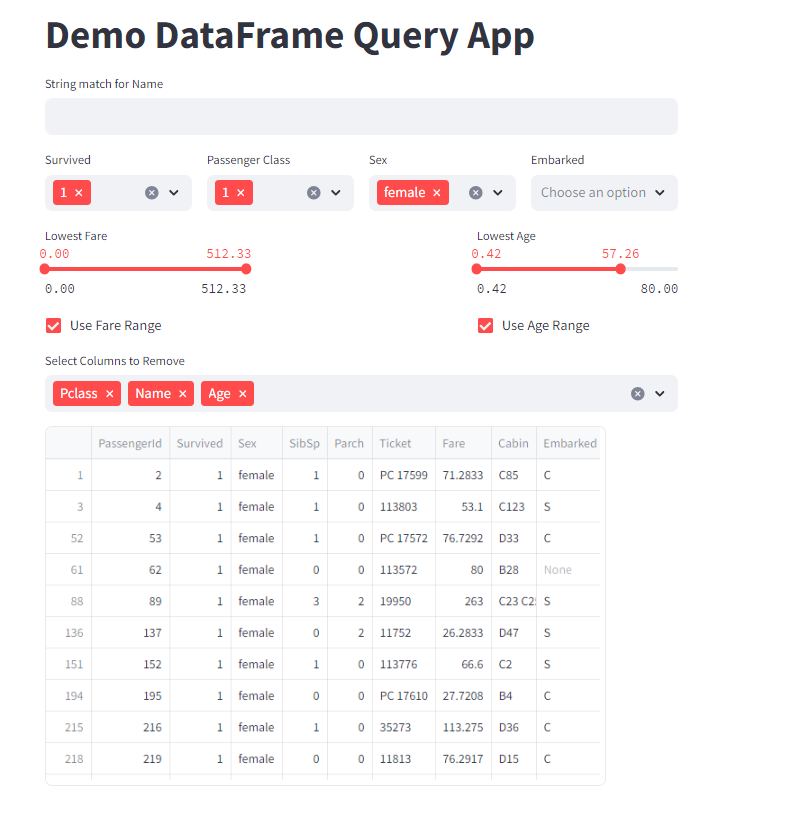 Demo DataFrame Query App
String match for Name
Survived Passenger Class Sex Embarked
1 × 1 × female × Choose an option
Lowest Fare Lowest Age
0.00 512.33 0.42 57.26
0.00 512.33 0.42 80.00
Use Fare Range Use Age Range
Select Columns to Remove
Pclass × Name × Age ×
PassengerId Survived Sex SibSp Parch Ticket Fare Cabin Embarked
1 2 1 female 1 0 PC 17599 71.2833 C85 C
3 4 1 female 1 0 113803 53.1 C123 S
52 53 1 female 1 0 PC 17572 76.7292 D33 C
61 62 1 female 0 0 113572 80 B28 None
88 89 1 female 3 2 19950 263 C23 S
136 137 1 female 0 2 11752 26.2833 D47 S
151 152 1 female 1 0 113776 66.6 C2 S
194 195 1 female 0 0 PC 17610 27.7208 B4 C
215 216 1 female 1 0 35273 113.275 D36 C
218 219 1 female 0 0 11813 76.2917 D15 C